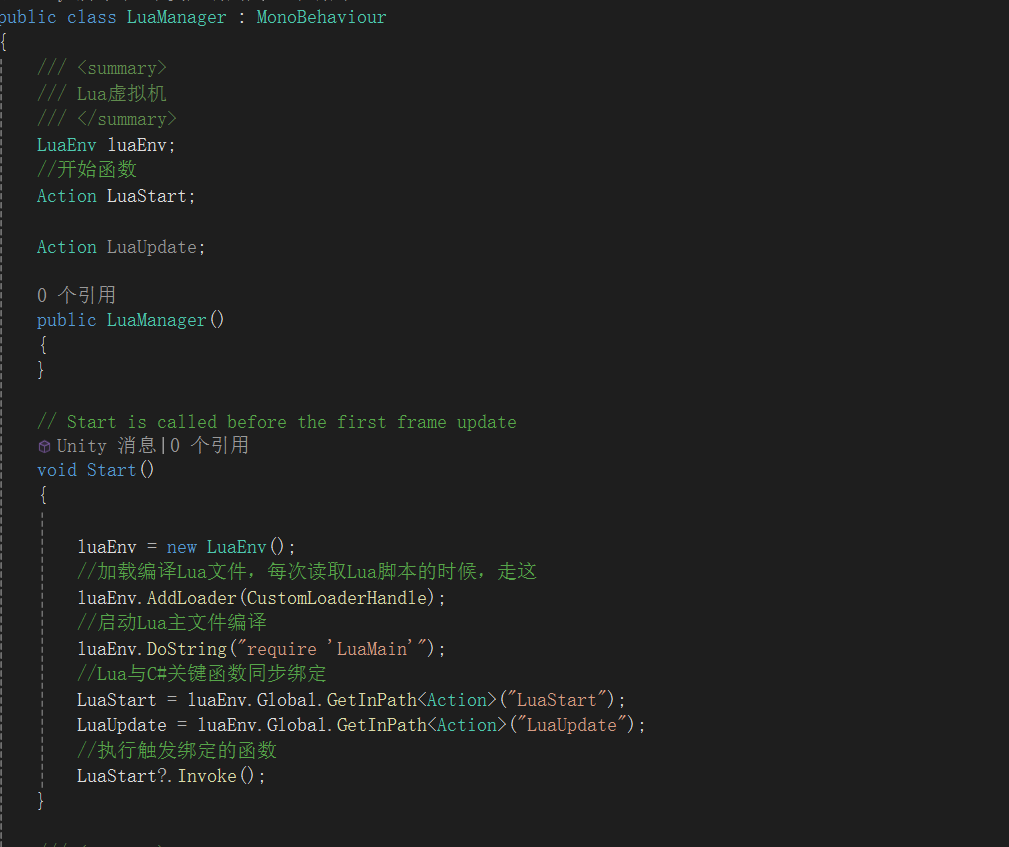 public class LuaManager : MonoBehaviour
{
/// <summary>
/// Lua虚拟机
/// </summary>
LuaEnv luaEnv;
//开始函数
Action LuaStart;
Action LuaUpdate;
0 个引用
public LuaManager()
{
}
// Start is called before the first frame update
Unity 消息|0 个引用
void Start()
{
luaEnv = new LuaEnv();
//加载编译Lua文件，每次读取Lua脚本的时候，走这
luaEnv.AddLoader(CustomLoaderHandle);
//启动Lua主文件编译
luaEnv.DoString("require 'LuaMain'");
//Lua与C#关键函数同步绑定
LuaStart = luaEnv.Global.GetInPath<Action>("LuaStart");
LuaUpdate = luaEnv.Global.GetInPath<Action>("LuaUpdate");
//执行触发绑定的函数
LuaStart?.Invoke();
}